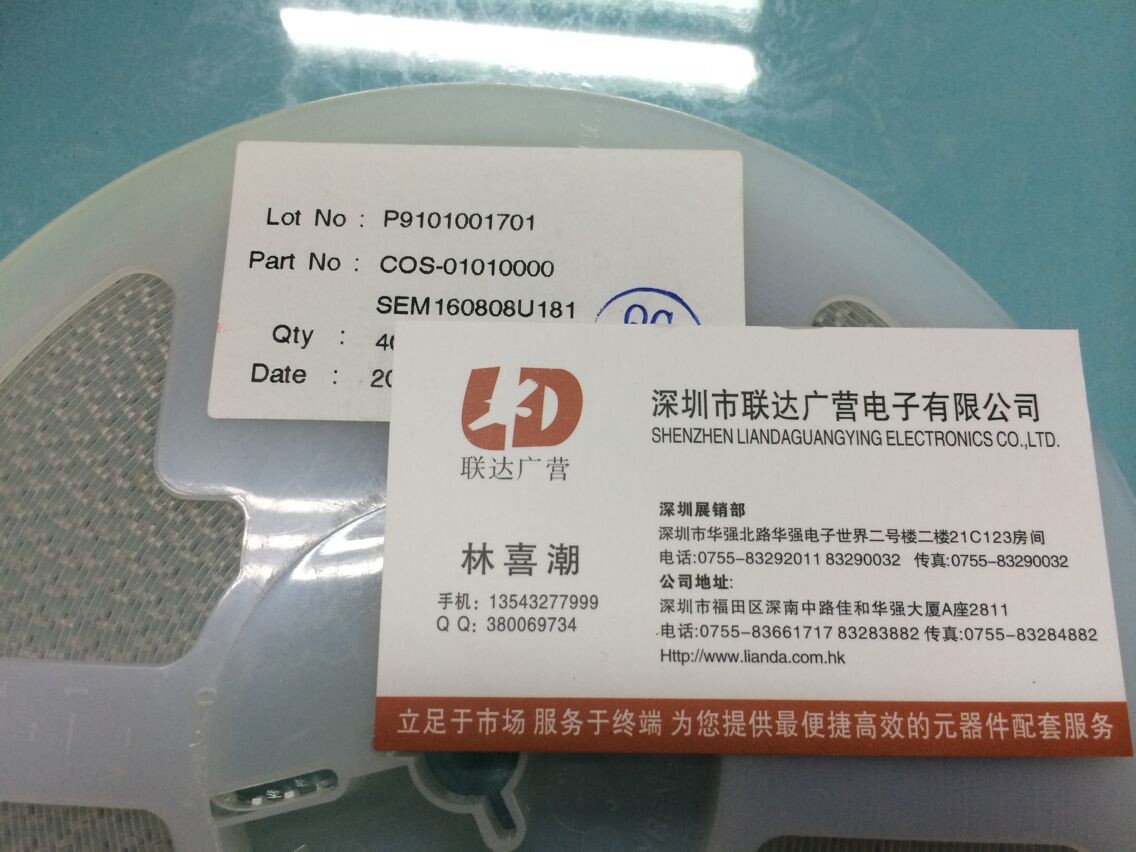 Lot No : P9101001701
Part No : COS-01010000
SEM160808U181
QC
Qty : 40
Date : 20
LD
联达广营
深圳市联达广营电子有限公司
SHENZHEN LIANDAGUANGYING ELECTRONICS CO.,LTD.
林喜潮
手机：13543277999
Q Q：380069734
深圳展销部
深圳市华强北路华强电子世界二号楼二楼21C123房间
电话:0755-83292011 83290032 传真:0755-83290032
公司地址:
深圳市福田区深南中路佳和华强大厦A座2811
电话:0755-83661717 83283882 传真:0755-83284882
Http://www.lianda.com.hk
立足于市场 服务于终端 为您提供最便捷高效的元器件配套服务